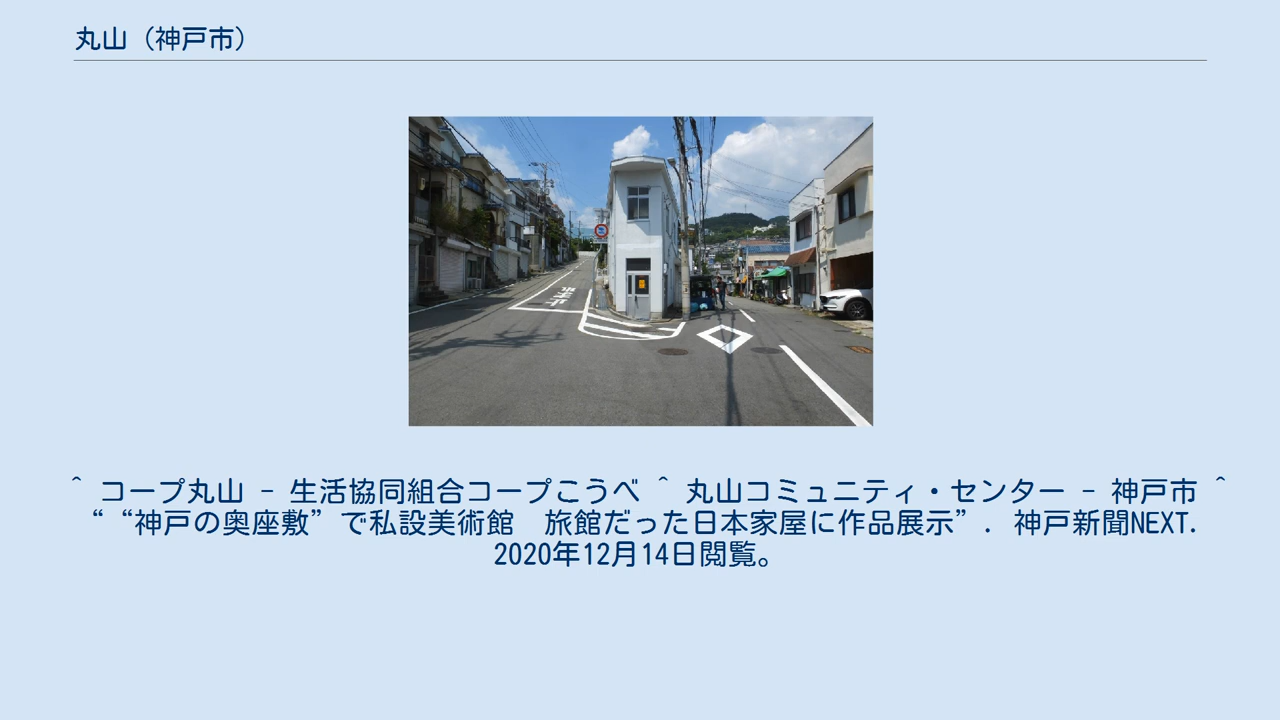 丸山（神戸市）
^ コープ丸山 - 生活協同組合コープこうべ ^ 丸山コミュニティ・センター - 神戸市 ^
““神戸の奥座敷”で私設美術館　旅館だった日本家屋に作品展示”. 神戸新聞NEXT.
2020年12月14日閲覧。